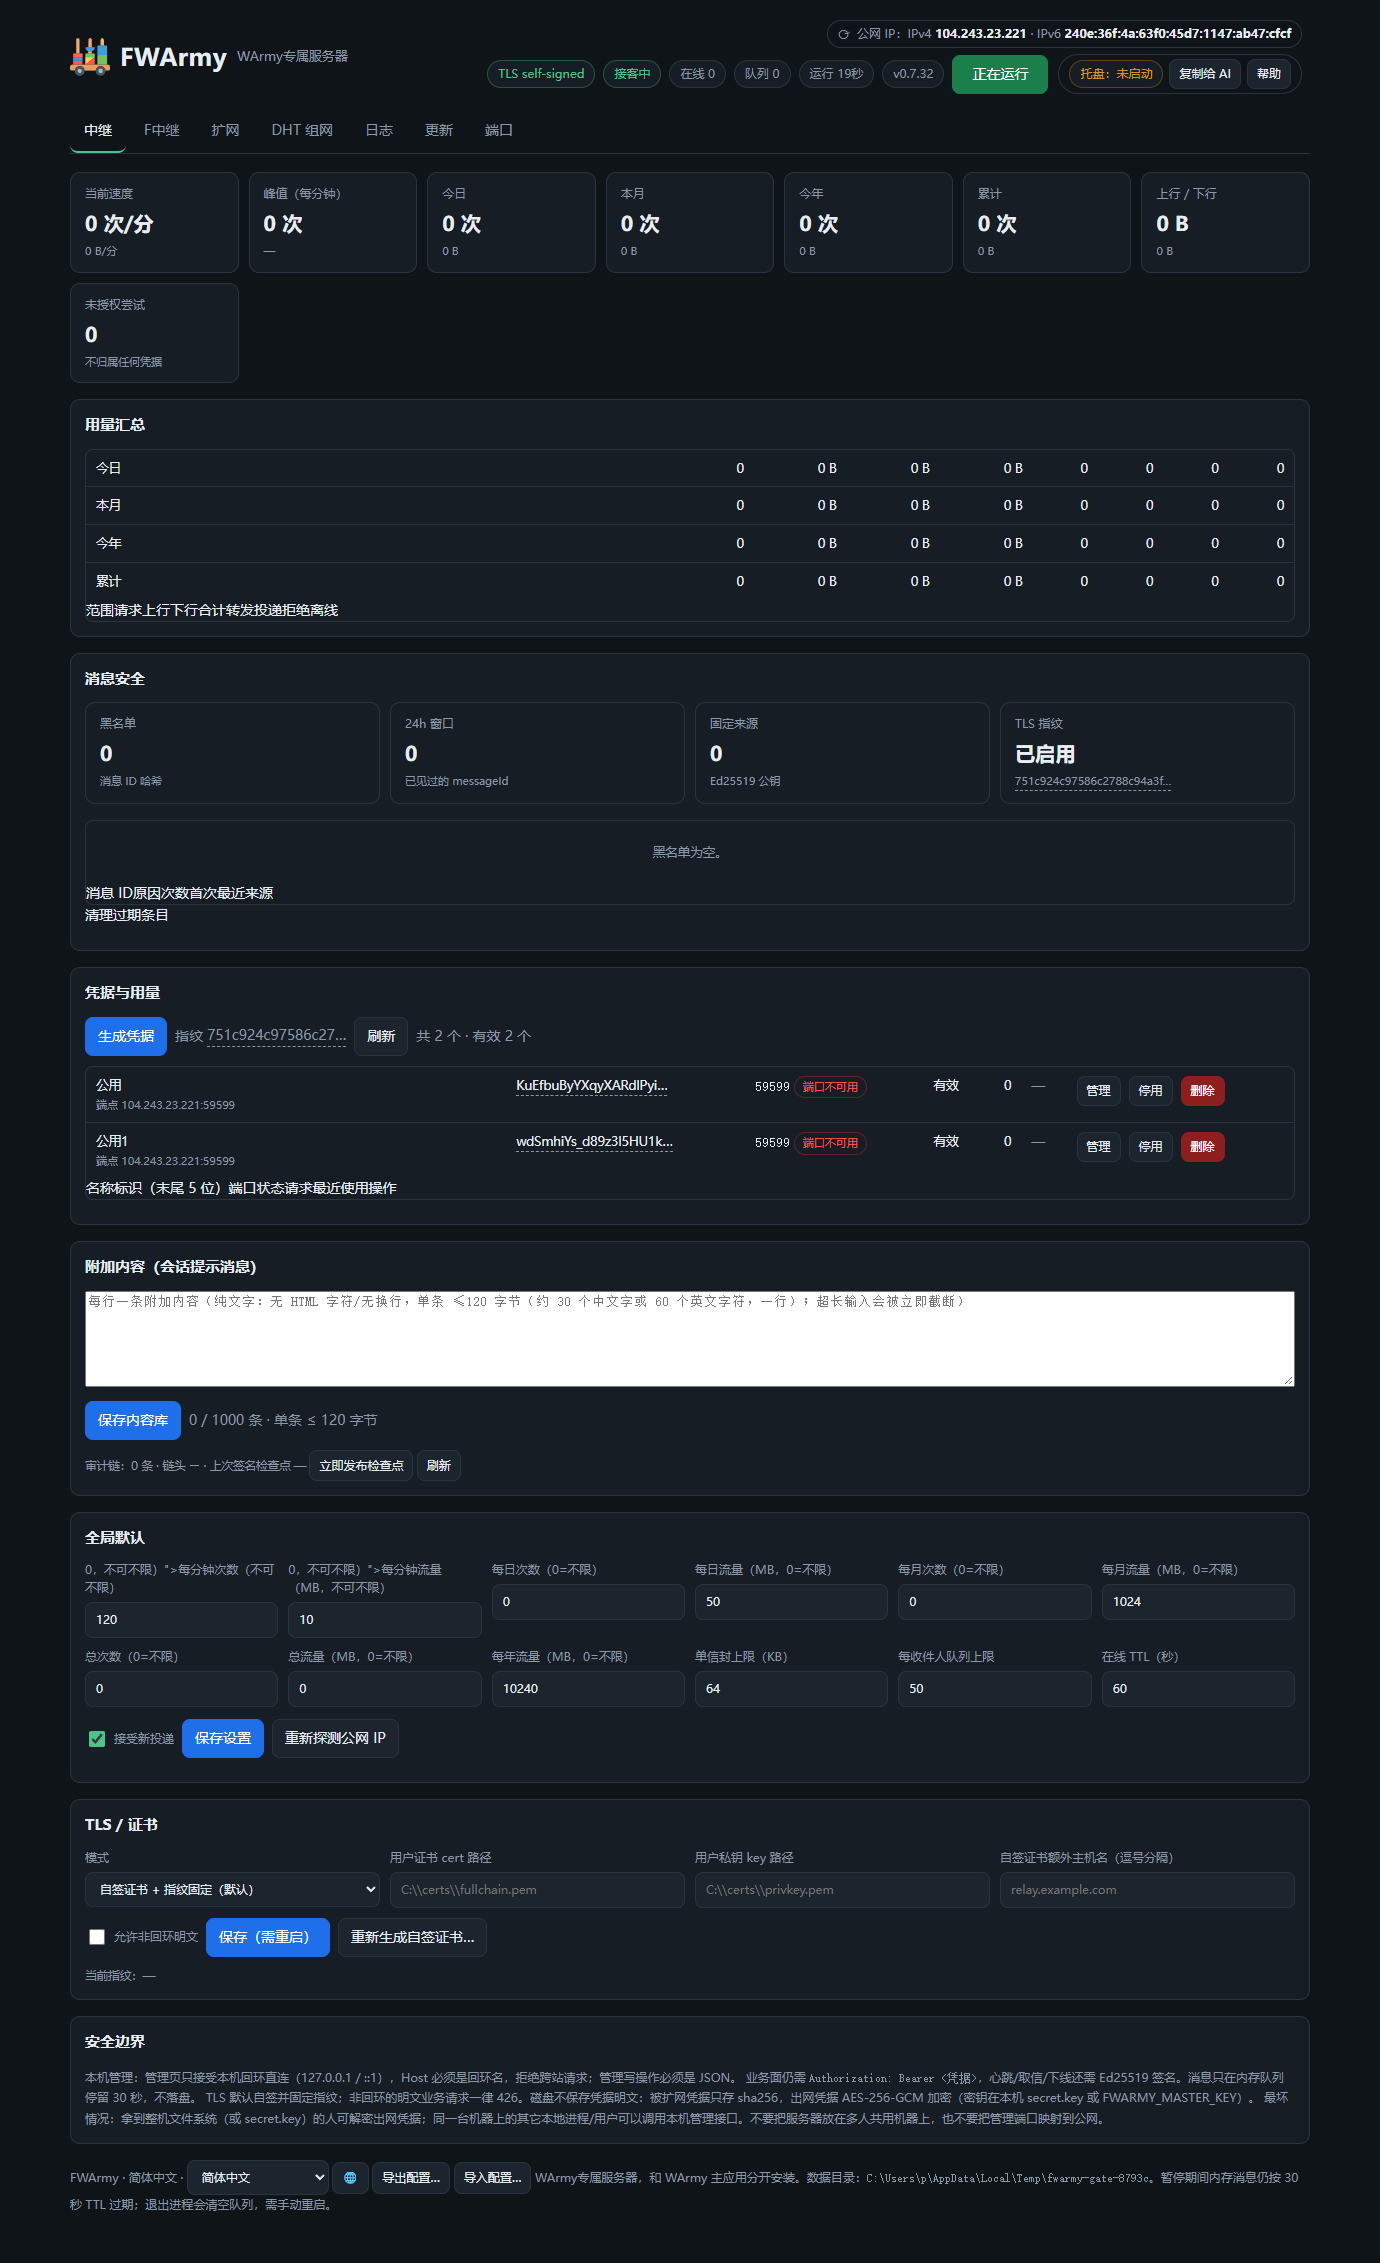 公网 IP： IPv4 104.243.23.221 · IPv6 240e:36f:4a:63f0:45d7:1147:ab47:cfcf
FWArmy WArmy专属服务器
TLS self-signed 接客中 在线 0 队列 0 运行 19秒 v0.7.32 正在运行 托盘：未启动 复制给 AI 帮助
中继 F中继 扩网 DHT 组网 日志 更新 端口
当前速度 峰值（每分钟） 今日 本月 今年 累计 上行 / 下行
0 次/分 0 次 0 次 0 次 0 次 0 次 0 B
0 B/分 — 0 B 0 B 0 B 0 B 0 B
未授权尝试
0
不归属任何凭据
用量汇总
今日 0 0 B 0 B 0 B 0 0 0 0
本月 0 0 B 0 B 0 B 0 0 0 0
今年 0 0 B 0 B 0 B 0 0 0 0
累计 0 0 B 0 B 0 B 0 0 0 0
范围请求上行下行合计转发投递拒绝离线
消息安全
黑名单 24h 窗口 固定来源 TLS 指纹
0 0 0 已启用
消息 ID 哈希 已见过的 messageId Ed25519 公钥 751c924c97586c2788c94a3f...
黑名单为空。
消息 ID原因次数首次最近来源
清理过期条目
凭据与用量
生成凭据 指纹 751c924c97586c27... 刷新 共 2 个 · 有效 2 个
公用 KuEfbuByYXqyXARdlPyi... 59599 端口不可用 有效 0 — 管理 停用 删除
端点 104.243.23.221:59599
公用1 wdSmhiYs_d89z3I5HU1k... 59599 端口不可用 有效 0 — 管理 停用 删除
端点 104.243.23.221:59599
名称标识（末尾 5 位）端口状态请求最近使用操作
附加内容（会话提示消息）
每行一条附加内容（纯文字：无 HTML 字符/无换行，单条 ≤120 字节（约 30 个中文字或 60 个英文字符，一行）；超长输入会被立即截断）
保存内容库 0 / 1000 条 · 单条 ≤ 120 字节
审计链：0 条 · 链头 — · 上次签名检查点 — 立即发布检查点 刷新
全局默认
0，不可不限）">每分钟次数（不可不限） 0，不可不限）">每分钟流量（MB，不可不限） 每日次数（0=不限） 每日流量（MB，0=不限） 每月次数（0=不限） 每月流量（MB，0=不限）
120 10 0 50 0 1024
总次数（0=不限） 总流量（MB，0=不限） 每年流量（MB，0=不限） 单信封上限（KB） 每收件人队列上限 在线 TTL（秒）
0 0 10240 64 50 60
接受新投递 保存设置 重新探测公网 IP
TLS / 证书
模式 用户证书 cert 路径 用户私钥 key 路径 自签证书额外主机名（逗号分隔）
自签证书 + 指纹固定（默认） C:\\certs\\fullchain.pem C:\\certs\\privkey.pem relay.example.com
允许非回环明文 保存（需重启） 重新生成自签证书...
当前指纹：—
安全边界
本机管理：管理页只接受本机回环直连（127.0.0.1 / ::1），Host 必须是回环名，拒绝跨站请求；管理写操作必须是 JSON。 业务面仍需 Authorization: Bearer <凭据>，心跳/取信/下线还需 Ed25519 签名。消息只在内存队列
停留 30 秒，不落盘。 TLS 默认自签并固定指纹；非回环的明文业务请求一律 426。磁盘不保存凭据明文：被扩网凭据只存 sha256，出网凭据 AES-256-GCM 加密（密钥在本机 secret.key 或 FWARMY_MASTER_KEY）。 最坏
情况：拿到整机文件系统（或 secret.key）的人可解密出网凭据；同一台机器上的其它本地进程/用户可以调用本机管理接口。不要把服务器放在多人共用机器上，也不要把管理端口映射到公网。
FWArmy · 简体中文 · 简体中文 导出配置... 导入配置... WArmy专属服务器，和 WArmy 主应用分开安装。数据目录：C:\Users\p\AppData\Local\Temp\fwarmy-gate-8793c。暂停期间内存消息仍按 30
秒 TTL 过期；退出进程会清空队列，需手动重启。